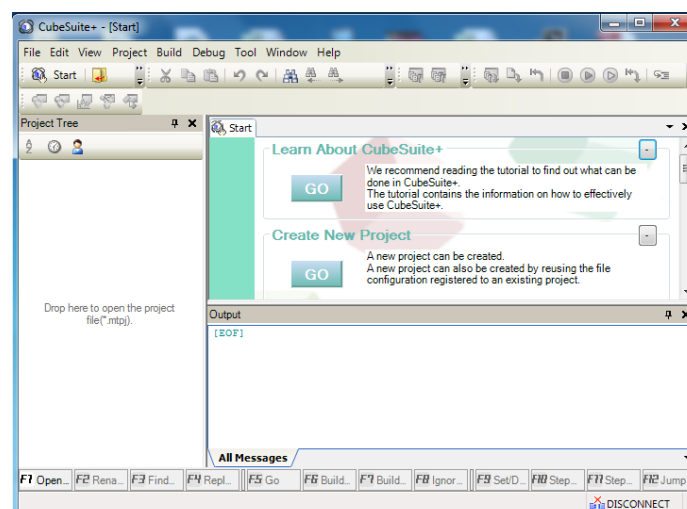 CubeSuite+ - [Start]
File Edit View Project Build Debug Tool Window Help
Start
Project Tree
Start
Learn About CubeSuite+
GO
We recommend reading the tutorial to find out what can be
done in CubeSuite+.
The tutorial contains the information on how to effectively
use CubeSuite+.
Create New Project
GO
A new project can be created.
A new project can also be created by reusing the file
configuration registered to an existing project.
Drop here to open the project
file(*.mtpj).
Output
[EOF]
All Messages
F1 Open... F2 Rena... F3 Find... F4 Repl... F5 Go F6 Build... F7 Build... F8 Ignor... F9 Set/D... F10 Step... F11 Step... F12 Jump
DISCONNECT